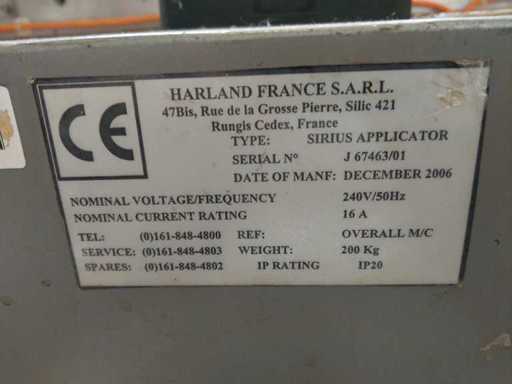 CE
HARLAND FRANCE S.A.R.L.
47Bis, Rue de la Grosse Pierre, Silic 421
Rungis Cedex, France
TYPE: SIRIUS APPLICATOR
SERIAL Nº J 67463/01
DATE OF MANF: DECEMBER 2006
NOMINAL VOLTAGE/FREQUENCY 240V/50Hz
NOMINAL CURRENT RATING 16 A
TEL: (0)161-848-4800 REF: OVERALL M/C
SERVICE: (0)161-848-4803 WEIGHT: 200 Kg
SPARES: (0)161-848-4802 IP RATING IP20